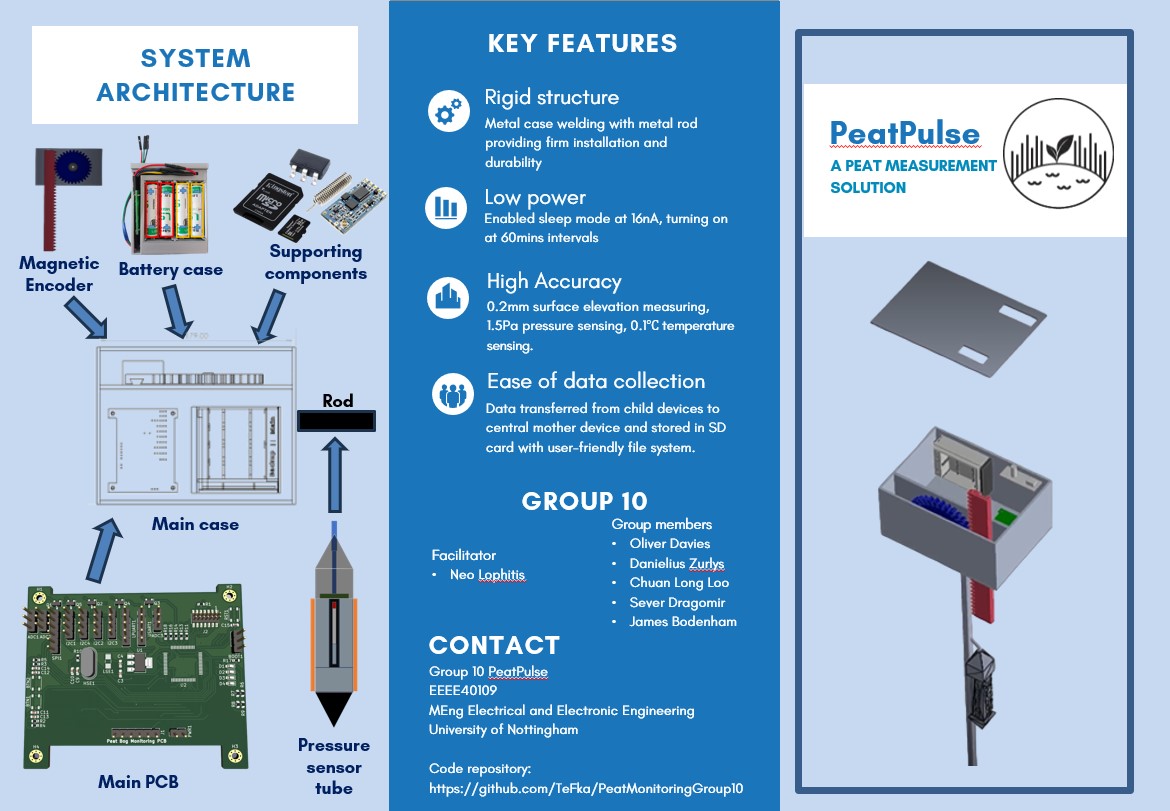 SYSTEM
ARCHITECTURE
Magnetic
Encoder
Battery case
Supporting
components
Rod
Main case
Peat Bog Monitoring PCB
Main PCB
Pressure
sensor
tube
KEY FEATURES
Rigid structure
Metal case welding with metal rod
providing firm installation and
durability
Low power
Enabled sleep mode at 16nA, turning on
at 60mins intervals
High Accuracy
0.2mm surface elevation measuring,
1.5Pa pressure sensing, 0.1°C temperature
sensing.
Ease of data collection
Data transferred from child devices to
central mother device and stored in SD
card with user-friendly file system.
GROUP 10
Facilitator
• Neo Lophitis
Group members
• Oliver Davies
• Danielius Zurlys
• Chuan Long Loo
• Sever Dragomir
• James Bodenham
CONTACT
Group 10 PeatPulse
EEEE40109
MEng Electrical and Electronic Engineering
University of Nottingham
Code repository:
https://github.com/TeFka/PeatMonitoringGroup10
PeatPulse
A PEAT MEASUREMENT
SOLUTION